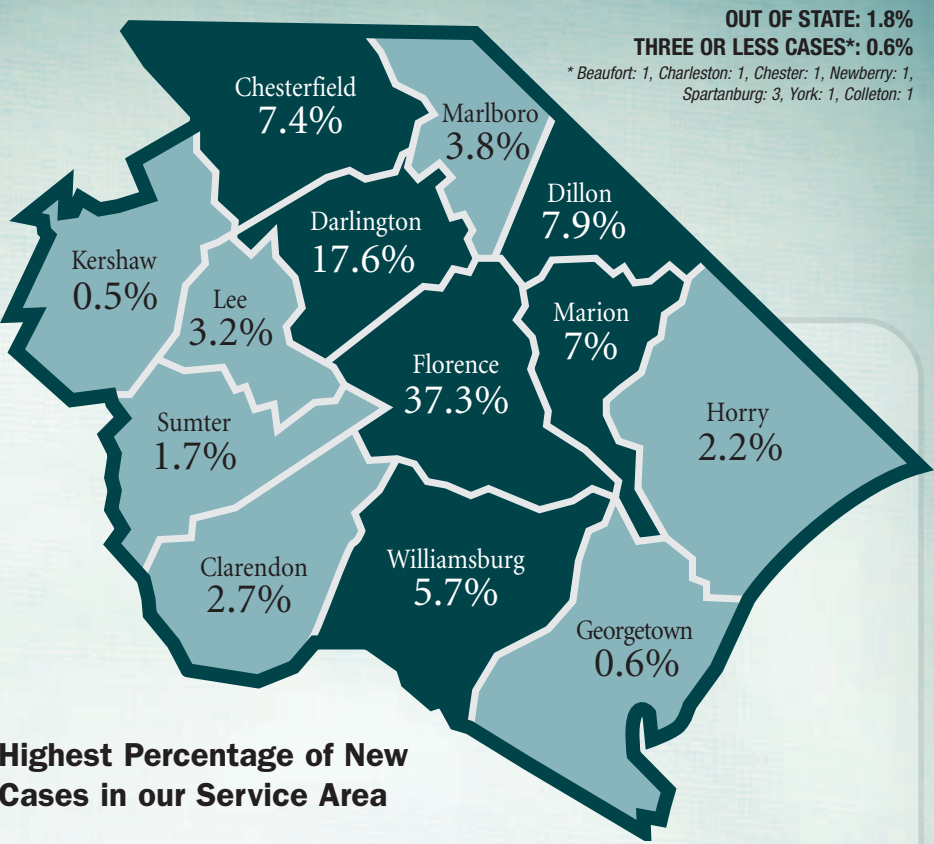 OUT OF STATE: 1.8%
THREE OR LESS CASES*: 0.6%
* Beaufort: 1, Charleston: 1, Chester: 1, Newberry: 1,
Spartanburg: 3, York: 1, Colleton: 1
Chesterfield
7.4%
Marlboro
3.8%
Dillon
7.9%
Darlington
17.6%
Kershaw
0.5%
Lee
3.2%
Marion
7%
Florence
37.3%
Horry
2.2%
Sumter
1.7%
Clarendon
2.7%
Williamsburg
5.7%
Georgetown
0.6%
Highest Percentage of New
Cases in our Service Area